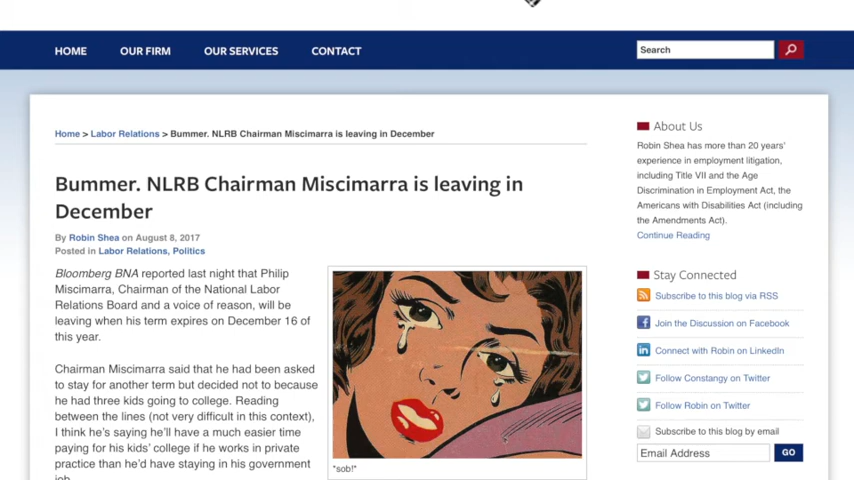 HOME
OUR FIRM
OUR SERVICES
CONTACT
Search
Home > Labor Relations > Bummer. NLRB Chairman Miscimarra is leaving in December
Bummer. NLRB Chairman Miscimarra is leaving in
December
By Robin Shea on August 8, 2017
Posted in Labor Relations, Politics
Bloomberg BNA reported last night that Philip
Miscimarra, Chairman of the National Labor
Relations Board and a voice of reason, will be
leaving when his term expires on December 16 of
this year.
Chairman Miscimarra said that he had been asked
to stay for another term but decided not to because
he had three kids going to college. Reading
between the lines (not very difficult in this context),
I think he's saying he'll have a much easier time
paying for his kids' college if he works in private
practice than he'd have staying in his government
job.
*sob!*
About Us
Robin Shea has more than 20 years'
experience in employment litigation,
including Title VII and the Age
Discrimination in Employment Act, the
Americans with Disabilities Act (including
the Amendments Act).
Continue Reading
Stay Connected
Subscribe to this blog via RSS
Join the Discussion on Facebook
Connect with Robin on LinkedIn
Follow Constangy on Twitter
Follow Robin on Twitter
Subscribe to this blog by email
Email Address
GO